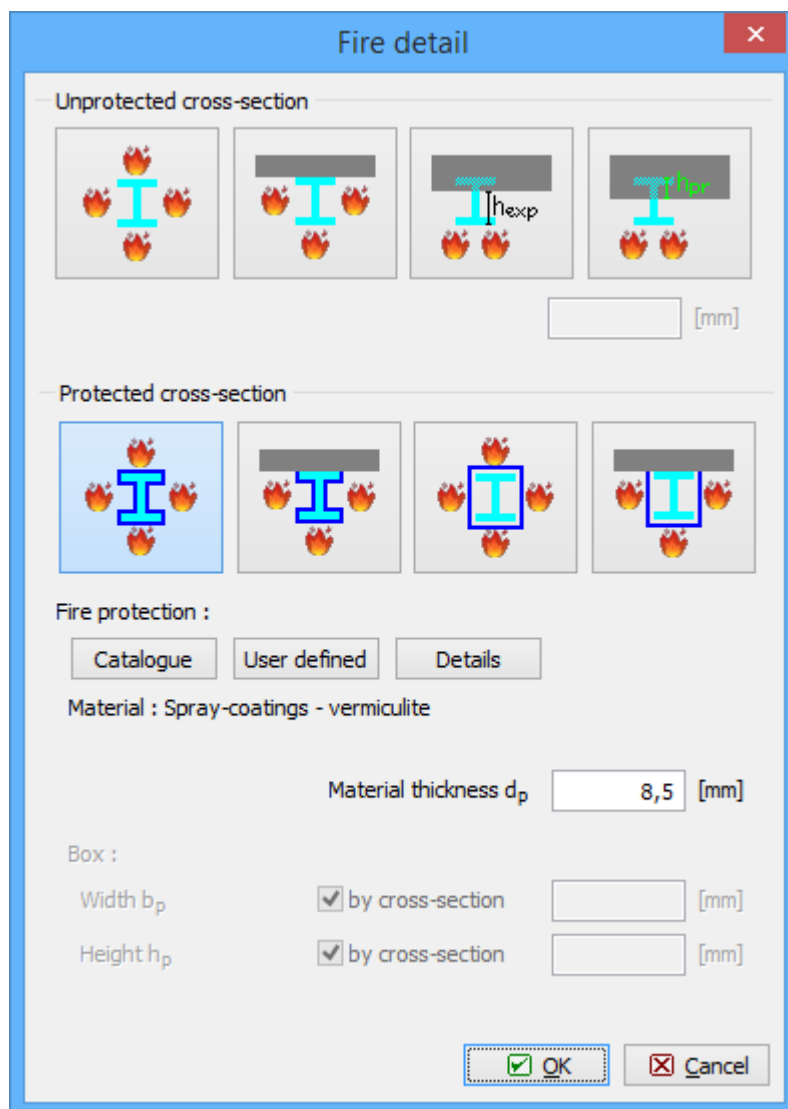 Fire detail
Unprotected cross-section
hexp
hpr
[mm]
Protected cross-section
Fire protection :
Catalogue User defined Details
Material : Spray-coatings - vermiculite
Material thickness dp 8,5 [mm]
Box :
Width bp by cross-section [mm]
Height hp by cross-section [mm]
OK Cancel